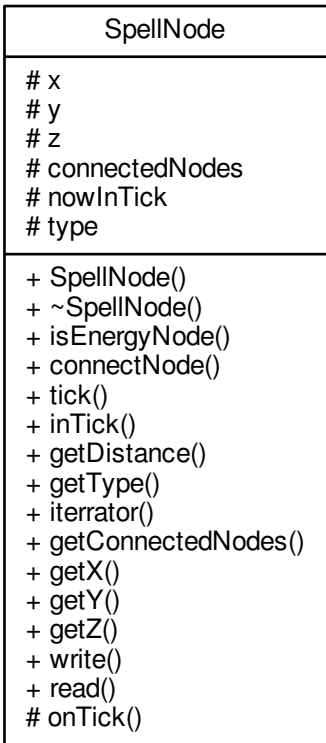 SpellNode
# x
# y
# z
# connectedNodes
# nowInTick
# type
+ SpellNode()
+ ~SpellNode()
+ isEnergyNode()
+ connectNode()
+ tick()
+ inTick()
+ getDistance()
+ getType()
+ iterrator()
+ getConnectedNodes()
+ getX()
+ getY()
+ getZ()
+ write()
+ read()
# onTick()